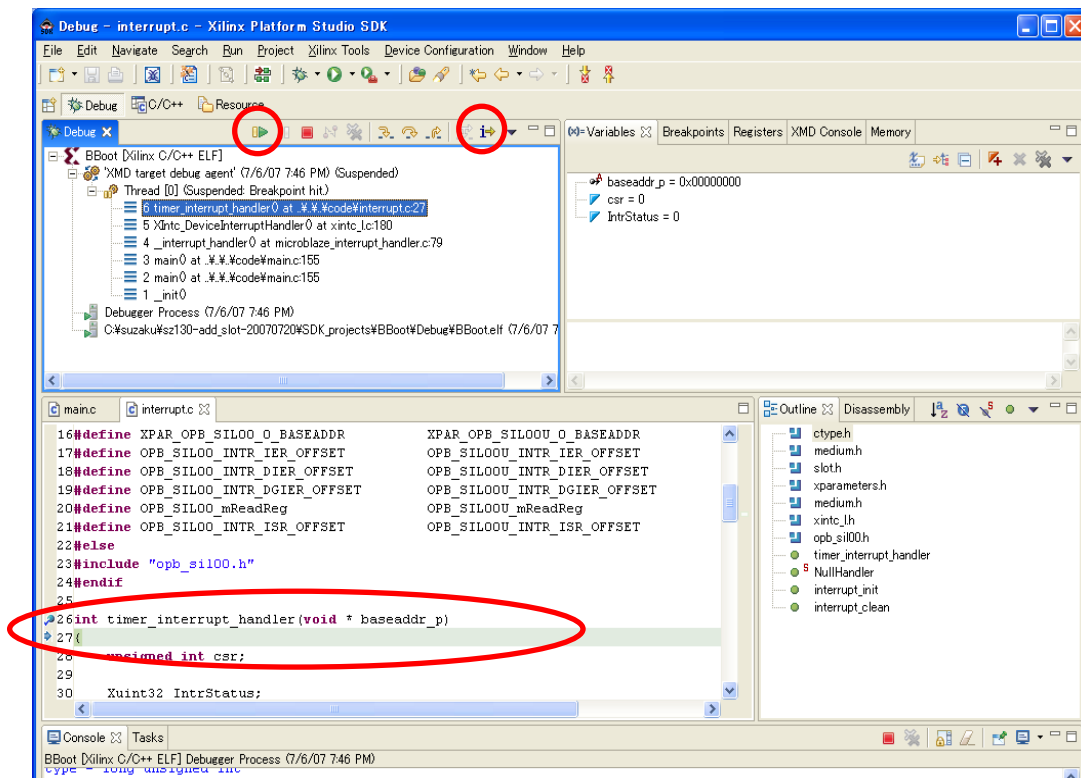 Debug - interrupt.c - Xilinx Platform Studio SDK
File Edit Navigate Search Run Project Xilinx Tools Device Configuration Window Help
Debug C/C++ Resource
Debug
BBoot [Xilinx C/C++ ELF]
'XMD target debug agent' (7/6/07 7:46 PM) (Suspended)
Thread [0] (Suspended: Breakpoint hit.)
6 timer_interrupt_handler() at ..¥.¥..¥code¥interrupt.c:27
5 XIntc_DeviceInterruptHandler() at xintc_l.c:180
4 _interrupt_handler() at microblaze_interrupt_handler.c:79
3 main() at ..¥.¥.¥code¥main.c:155
2 main() at ..¥.¥.¥code¥main.c:155
1 _init()
Debugger Process (7/6/07 7:46 PM)
C:¥suzaku¥sz130-add_slot-20070720¥SDK_projects¥BBoot¥Debug¥BBoot.elf (7/6/07 7
(x)= Variables Breakpoints Registers XMD Console Memory
baseaddr_p = 0x00000000
csr = 0
IntrStatus = 0
main.c interrupt.c
16 #define XPAR_OPB_SIL00_0_BASEADDR XPAR_OPB_SIL00U_0_BASEADDR
17 #define OPB_SIL00_INTR_IER_OFFSET OPB_SIL00U_INTR_IER_OFFSET
18 #define OPB_SIL00_INTR_DIER_OFFSET OPB_SIL00U_INTR_DIER_OFFSET
19 #define OPB_SIL00_INTR_DGIER_OFFSET OPB_SIL00U_INTR_DGIER_OFFSET
20 #define OPB_SIL00_mReadReg OPB_SIL00U_mReadReg
21 #define OPB_SIL00_INTR_ISR_OFFSET OPB_SIL00U_INTR_ISR_OFFSET
22 #else
23 #include "opb_sil00.h"
24 #endif
25
26 int timer_interrupt_handler(void * baseaddr_p)
27 {
28 unsigned int csr;
29
30 Xuint32 IntrStatus;
Outline Disassembly
ctype.h
medium.h
slot.h
xparameters.h
medium.h
xintc_l.h
opb_sil00.h
timer_interrupt_handler
S NullHandler
interrupt_init
interrupt_clean
Console Tasks
BBoot [Xilinx C/C++ ELF] Debugger Process (7/6/07 7:46 PM)
type = long unsigned int